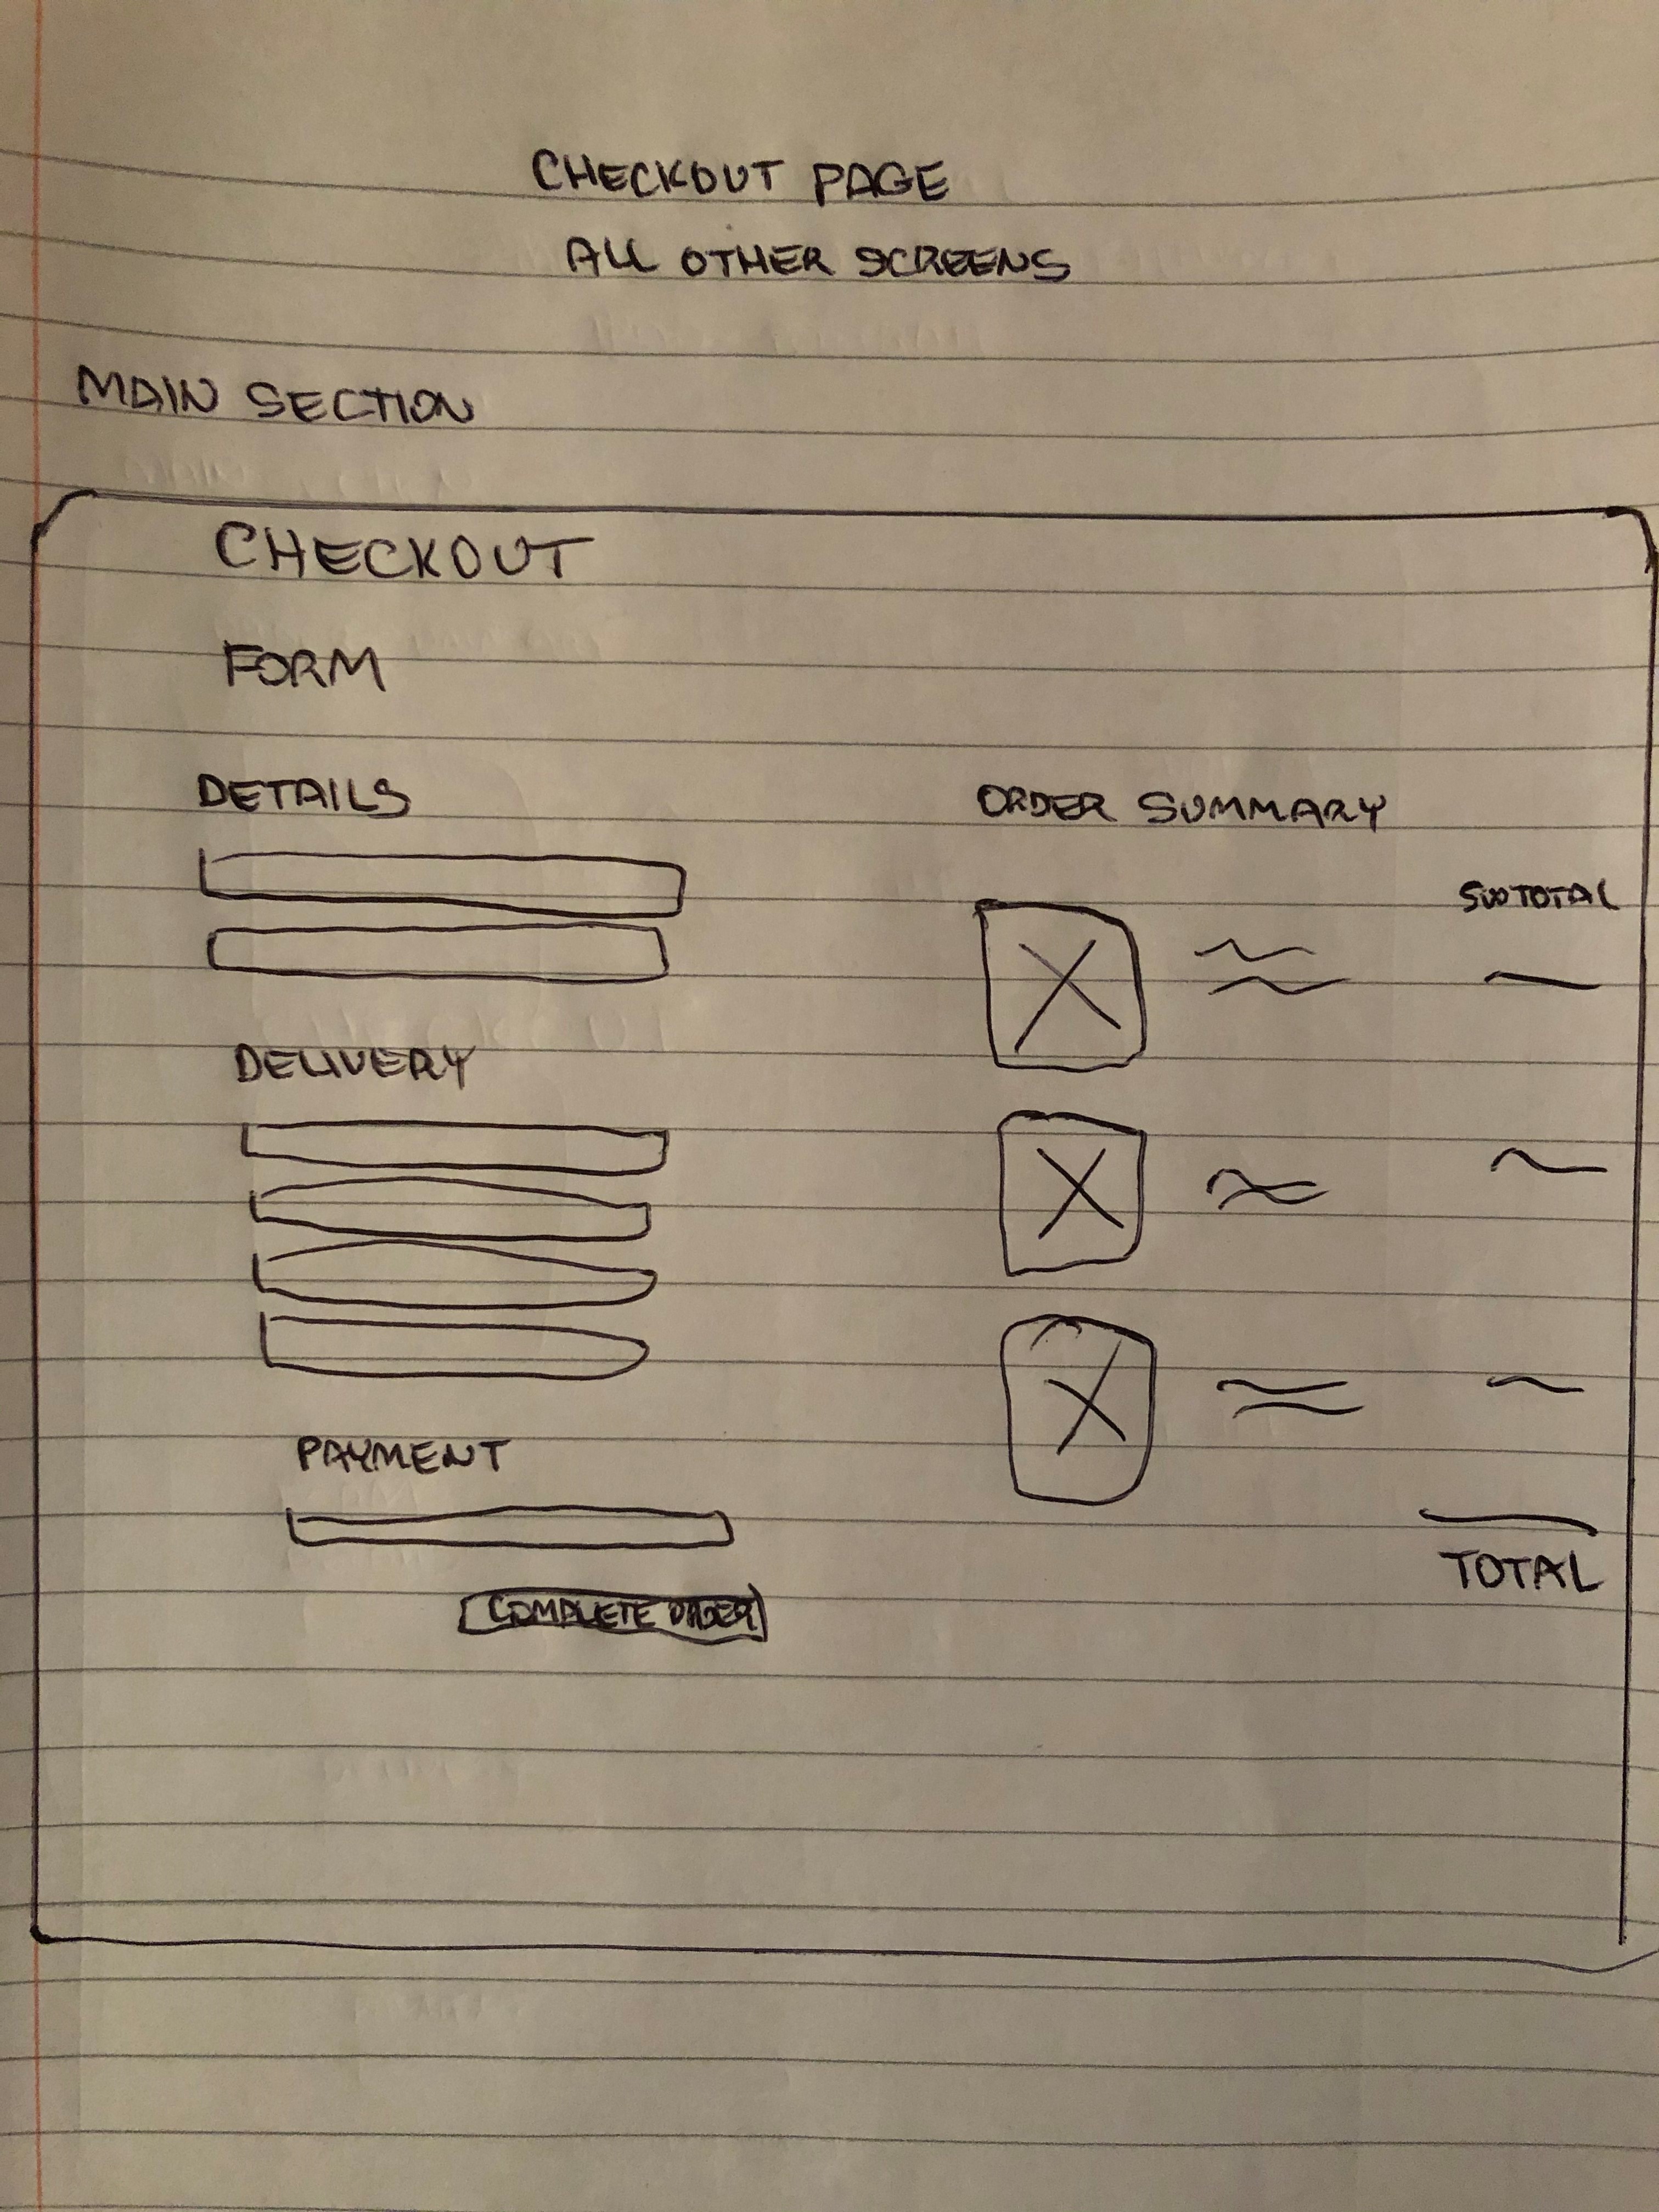 CHECKOUT PAGE
ALL OTHER SCREENS
MAIN SECTION
CHECKOUT
FORM
DETAILS
DELIVERY
PAYMENT
COMPLETE ORDER
ORDER SUMMARY
SUBTOTAL
TOTAL